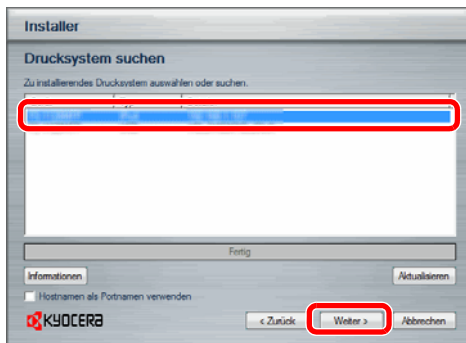 Installer
Drucksystem suchen
Zu installierendes Drucksystem auswählen oder suchen.
Fertig
Informationen
Aktualisieren
Hostnamen als Portnamen verwenden
KYOCERA
< Zurück
Weiter >
Abbrechen